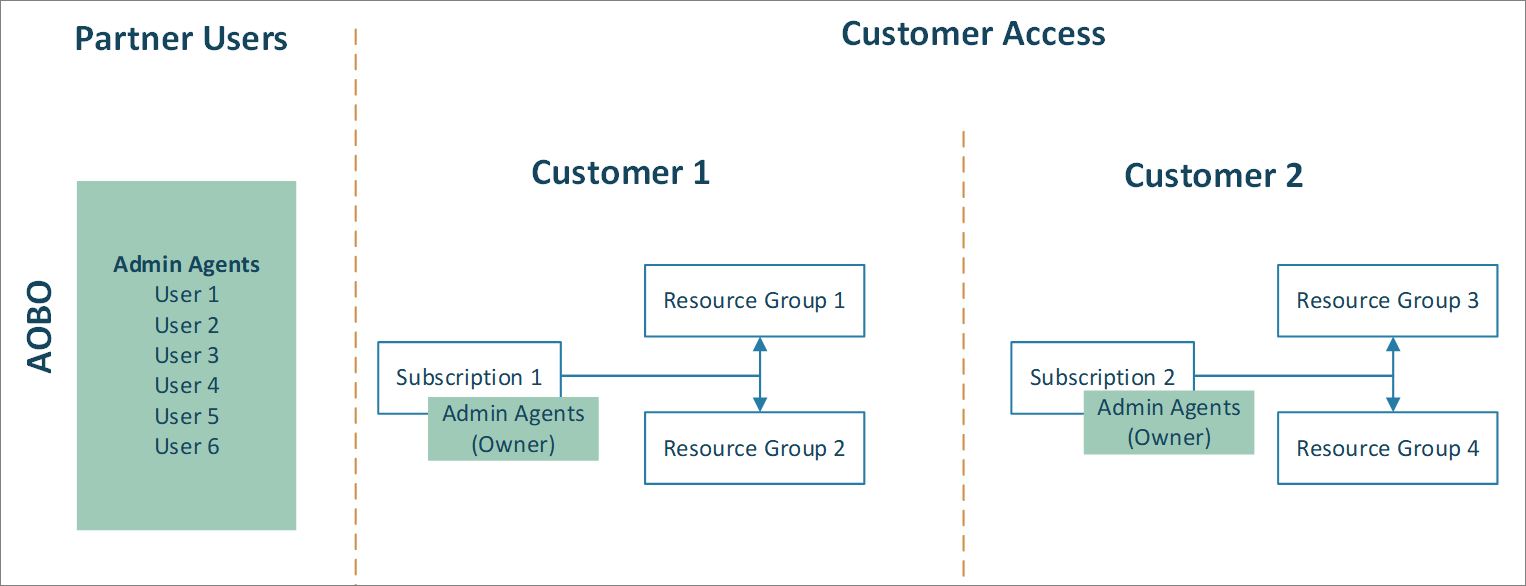 Partner Users
Customer Access
AOBO
Admin Agents
User 1
User 2
User 3
User 4
User 5
User 6
Customer 1
Subscription 1
Admin Agents
(Owner)
Resource Group 1
Resource Group 2
Customer 2
Subscription 2
Admin Agents
(Owner)
Resource Group 3
Resource Group 4